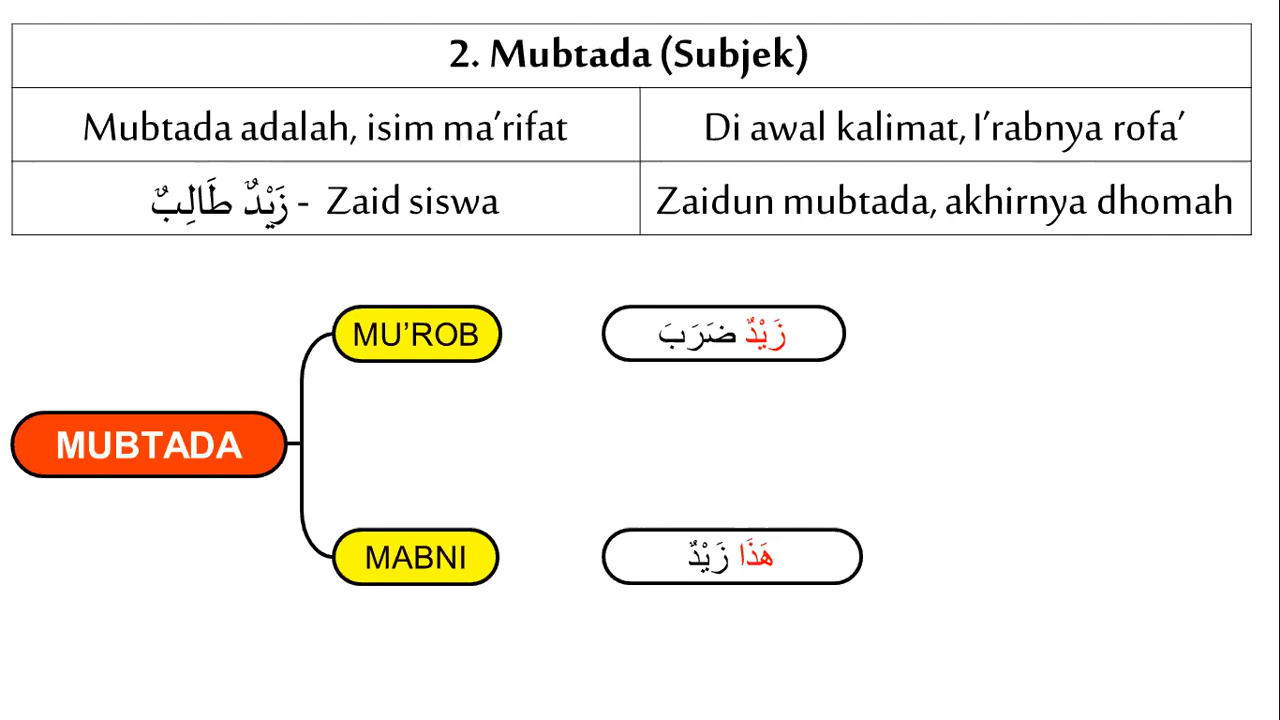 2. Mubtada (Subjek)
Mubtada adalah, isim ma’rifat
Di awal kalimat, I’rabnya rofa’
زَيْدٌ طَالِبٌ - Zaid siswa
Zaidun mubtada, akhirnya dhomah
MU’ROB
زَيْدٌ ضَرَبَ
MUBTADA
MABNI
هَذَا زَيْدٌ